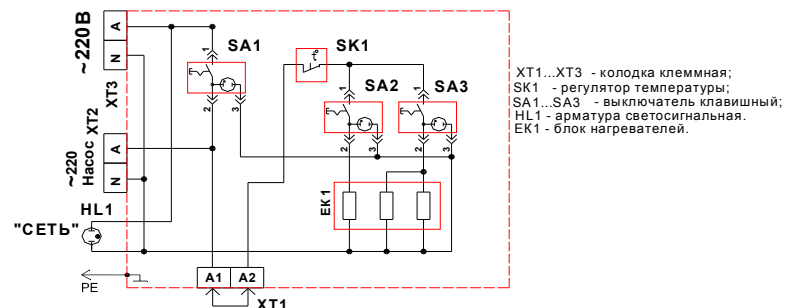 ~220В
A
N
XT3
SA1
1
2
3
SK1
t°
SA2
1
2
3
SA3
1
2
3
XT1...XT3 - колодка клеммная;
SK1 - регулятор температуры;
SA1...SA3 - выключатель клавишный;
HL1 - арматура светосигнальная.
EK1 - блок нагревателей.
XT2
~220
Насос
A
N
EK1
HL1
"СЕТЬ"
PE
A1
A2
XT1